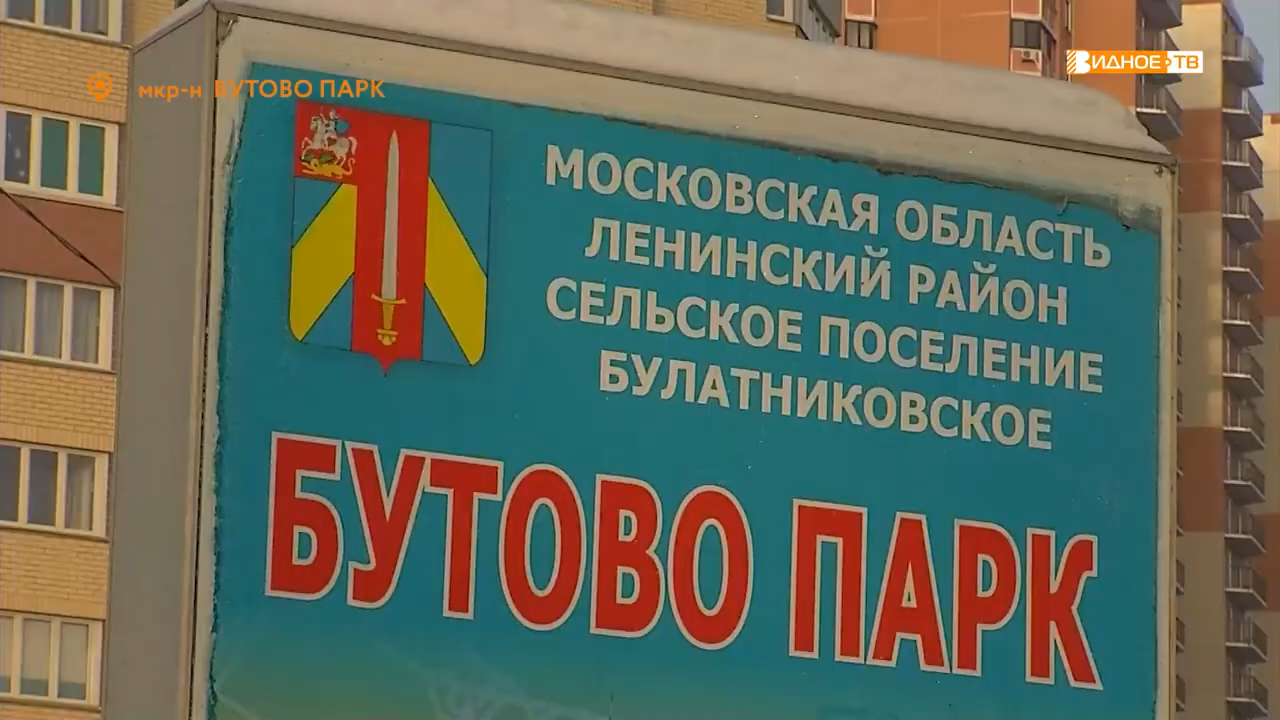 мкр-н БУТОВО ПАРК
ВИДНОЕ ТВ
МОСКОВСКАЯ ОБЛАСТЬ
ЛЕНИНСКИЙ РАЙОН
СЕЛЬСКОЕ ПОСЕЛЕНИЕ
БУЛАТНИКОВСКОЕ
БУТОВО ПАРК